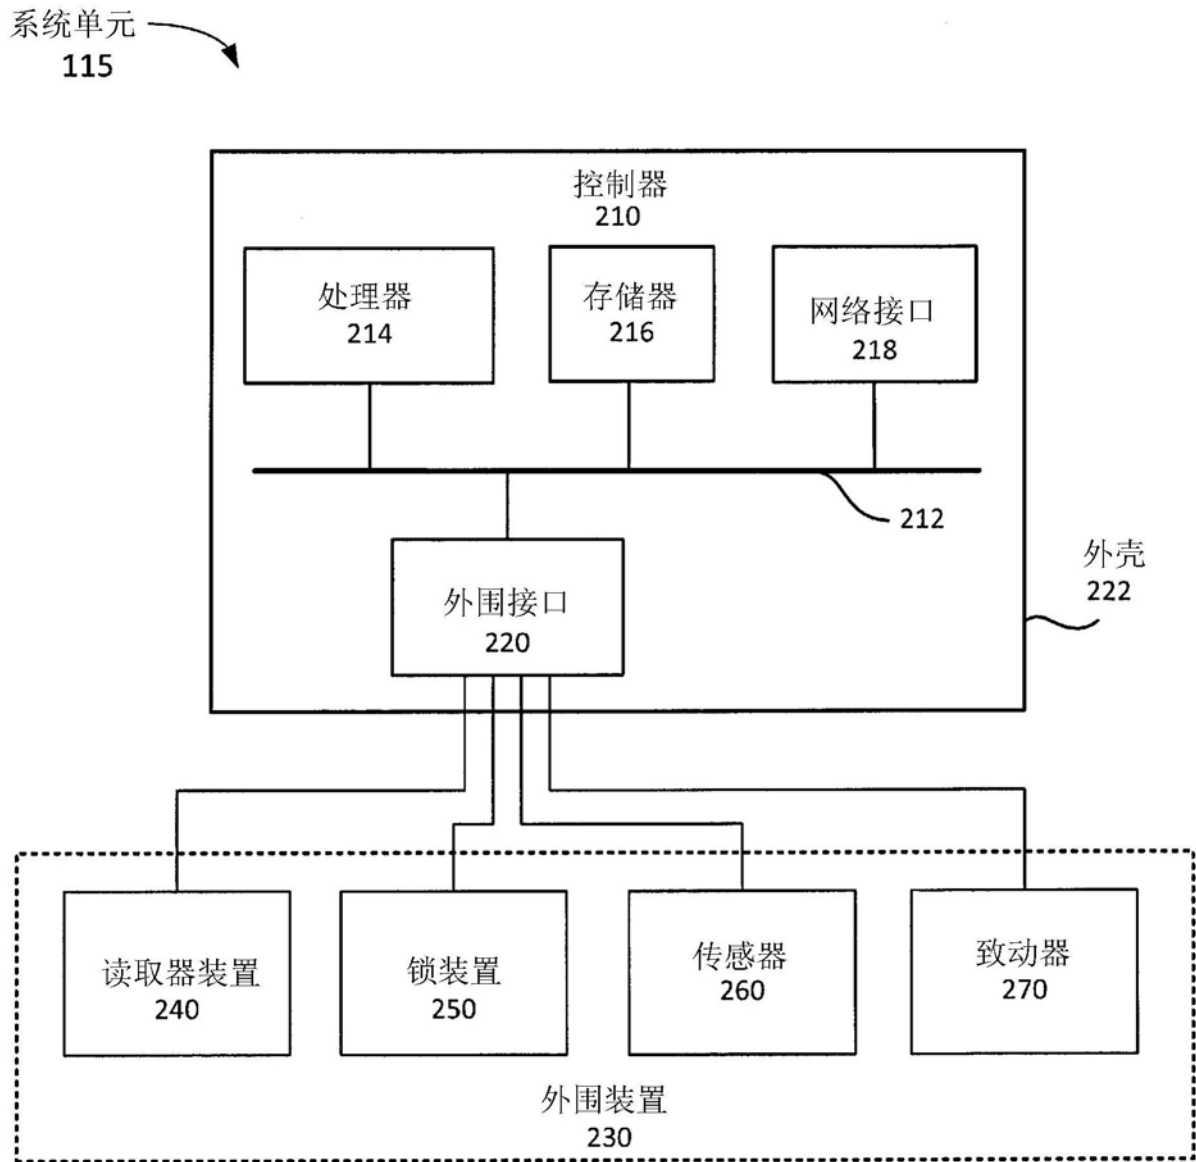 系统单元
115
控制器
210
处理器
214
存储器
216
网络接口
218
212
外壳
222
外围接口
220
读取器装置
240
锁装置
250
传感器
260
致动器
270
外围装置
230